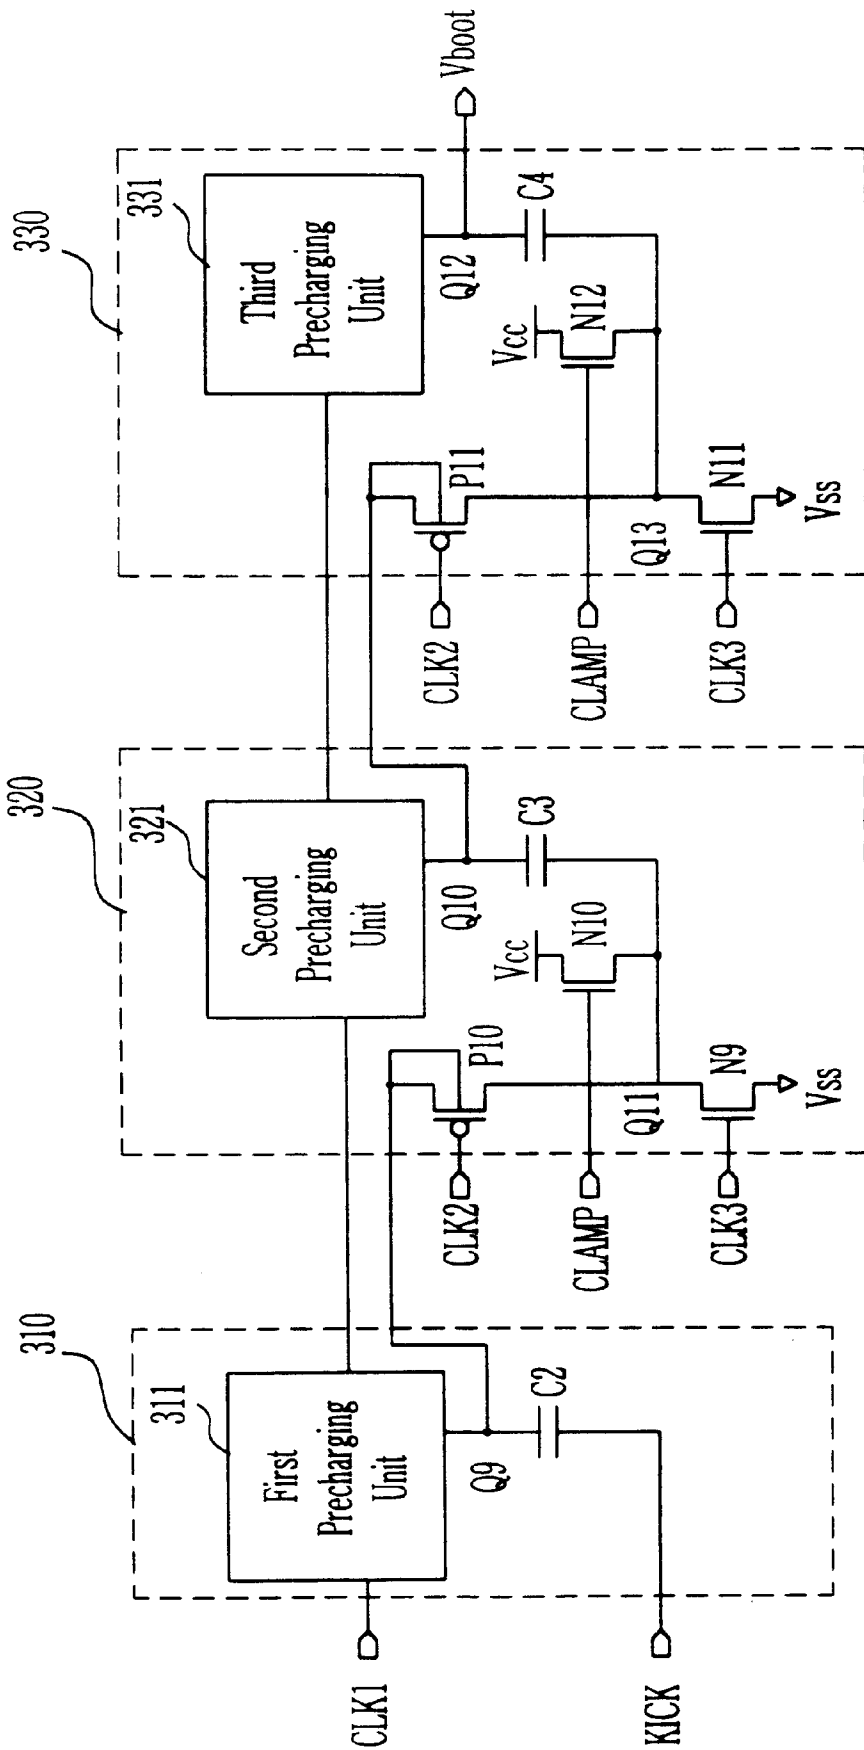 310
311
First
Precharging
Unit
CLK1
KICK
Q9
C2
320
321
Second
Precharging
Unit
Q10
C3
P10
CLK2
Vcc
N10
CLAMP
Q11
N9
CLK3
Vss
330
331
Third
Precharging
Unit
Vboot
Q12
C4
P11
CLK2
Vcc
N12
CLAMP
Q13
N11
CLK3
Vss